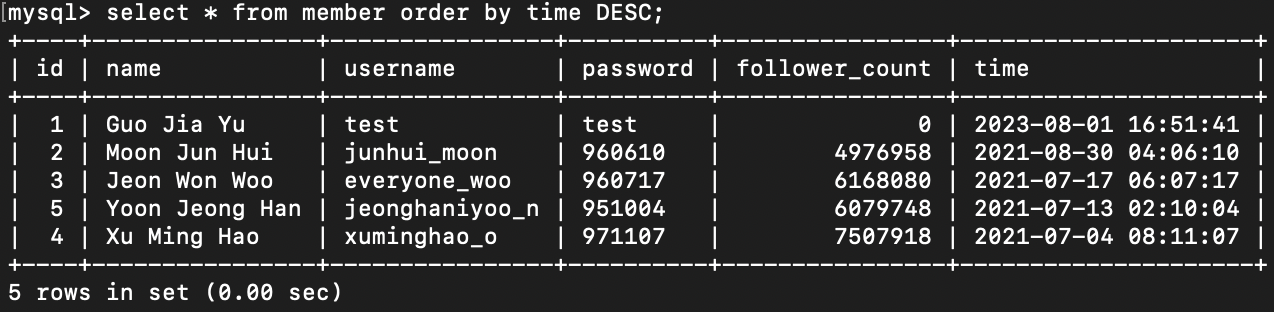 [mysql> select * from member order by time DESC;
+----+----------------+-----------------+----------+----------------+---------------------+
| id | name           | username        | password | follower_count | time                |
+----+----------------+-----------------+----------+----------------+---------------------+
|  1 | Guo Jia Yu     | test            | test     |              0 | 2023-08-01 16:51:41 |
|  2 | Moon Jun Hui   | junhui_moon     | 960610   |        4976958 | 2021-08-30 04:06:10 |
|  3 | Jeon Won Woo   | everyone_woo    | 960717   |        6168080 | 2021-07-17 06:07:17 |
|  5 | Yoon Jeong Han | jeonghaniyoo_n  | 951004   |        6079748 | 2021-07-13 02:10:04 |
|  4 | Xu Ming Hao    | xuminghao_o     | 971107   |        7507918 | 2021-07-04 08:11:07 |
+----+----------------+-----------------+----------+----------------+---------------------+
5 rows in set (0.00 sec)